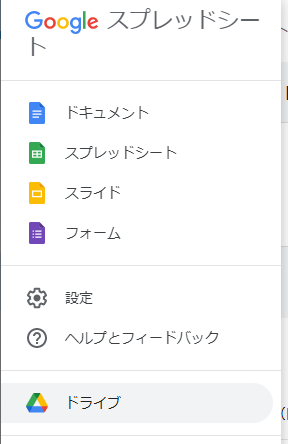 Google スプレッドシー
ト
ドキュメント
スプレッドシート
スライド
フォーム
設定
ヘルプとフィードバック
ドライブ